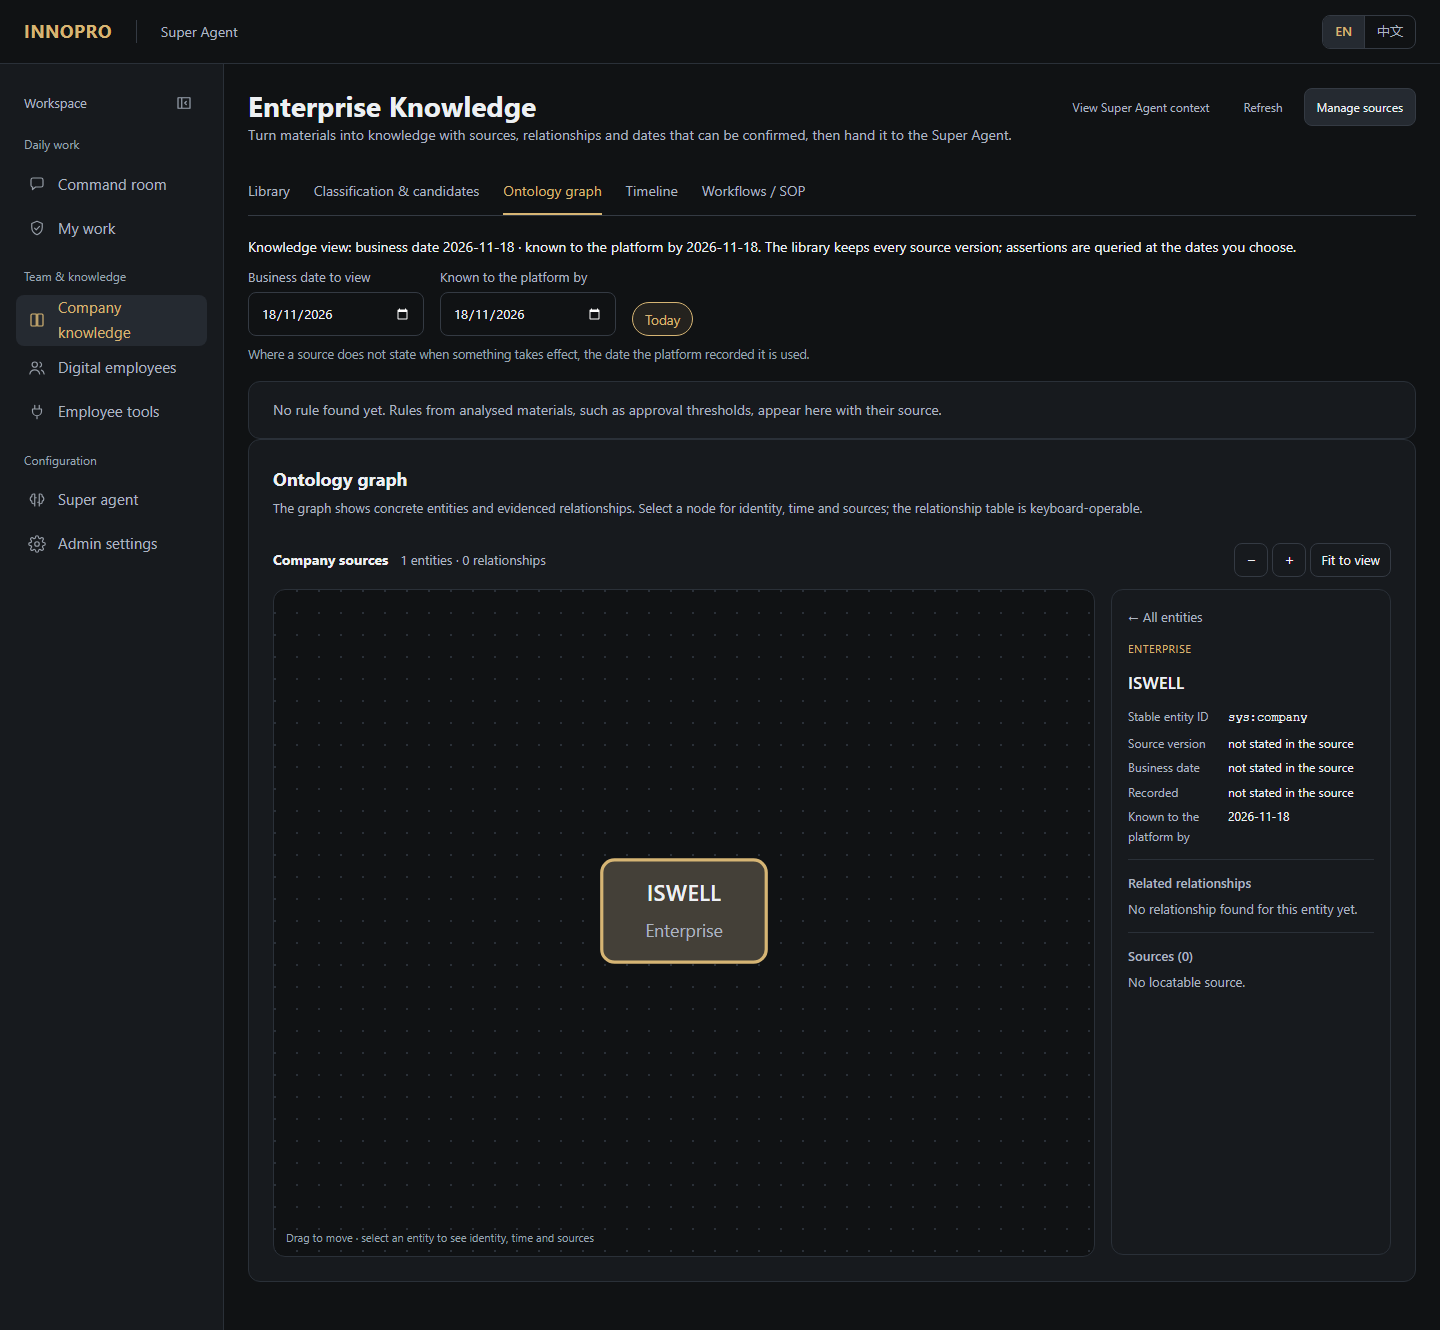 INNOPRO
Super Agent
EN
中文
Workspace
Daily work
Command room
My work
Team & knowledge
Company
knowledge
Digital employees
Employee tools
Configuration
Super agent
Admin settings
Enterprise Knowledge
Turn materials into knowledge with sources, relationships and dates that can be confirmed, then hand it to the Super Agent.
View Super Agent context
Refresh
Manage sources
Library
Classification & candidates
Ontology graph
Timeline
Workflows / SOP
Knowledge view: business date 2026-11-18 · known to the platform by 2026-11-18. The library keeps every source version; assertions are queried at the dates you choose.
Business date to view
Known to the platform by
18/11/2026
18/11/2026
Today
Where a source does not state when something takes effect, the date the platform recorded it is used.
No rule found yet. Rules from analysed materials, such as approval thresholds, appear here with their source.
Ontology graph
The graph shows concrete entities and evidenced relationships. Select a node for identity, time and sources; the relationship table is keyboard-operable.
Company sources 1 entities · 0 relationships
−
+
Fit to view
ISWELL
Enterprise
Drag to move · select an entity to see identity, time and sources
← All entities
ENTERPRISE
ISWELL
Stable entity ID sys:company
Source version not stated in the source
Business date not stated in the source
Recorded not stated in the source
Known to the platform by 2026-11-18
Related relationships
No relationship found for this entity yet.
Sources (0)
No locatable source.